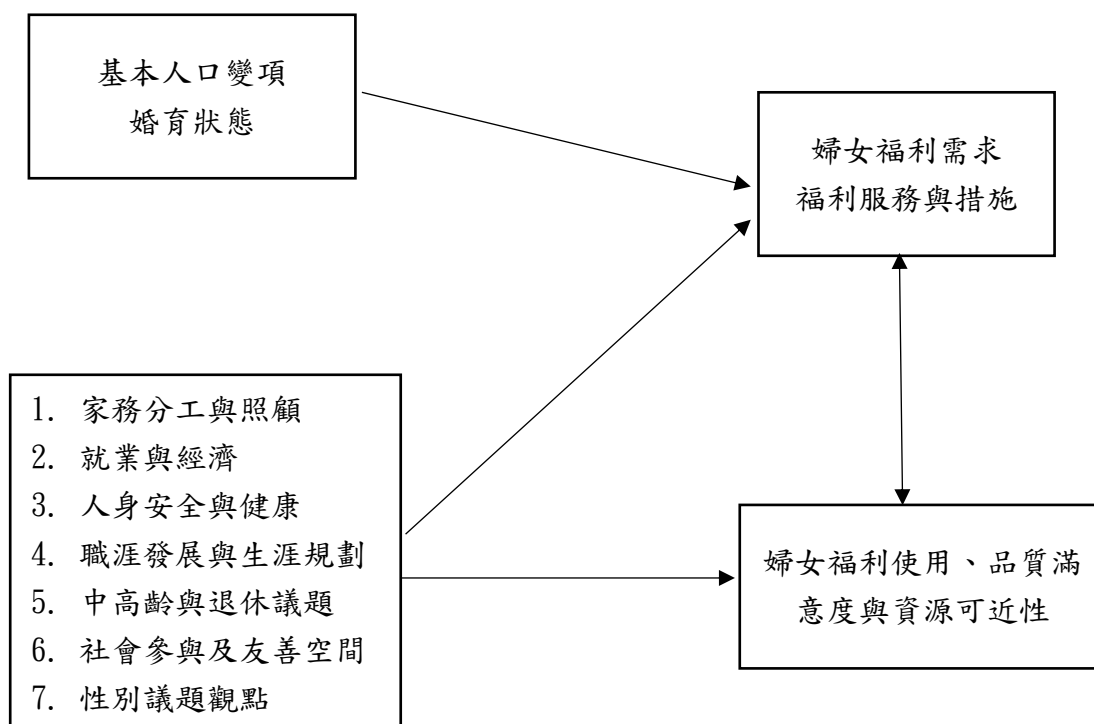 基本人口變項
婚育狀態
婦女福利需求
福利服務與措施
1. 家務分工與照顧
2. 就業與經濟
3. 人身安全與健康
4. 職涯發展與生涯規劃
5. 中高齡與退休議題
6. 社會參與及友善空間
7. 性別議題觀點
婦女福利使用、品質滿
意度與資源可近性